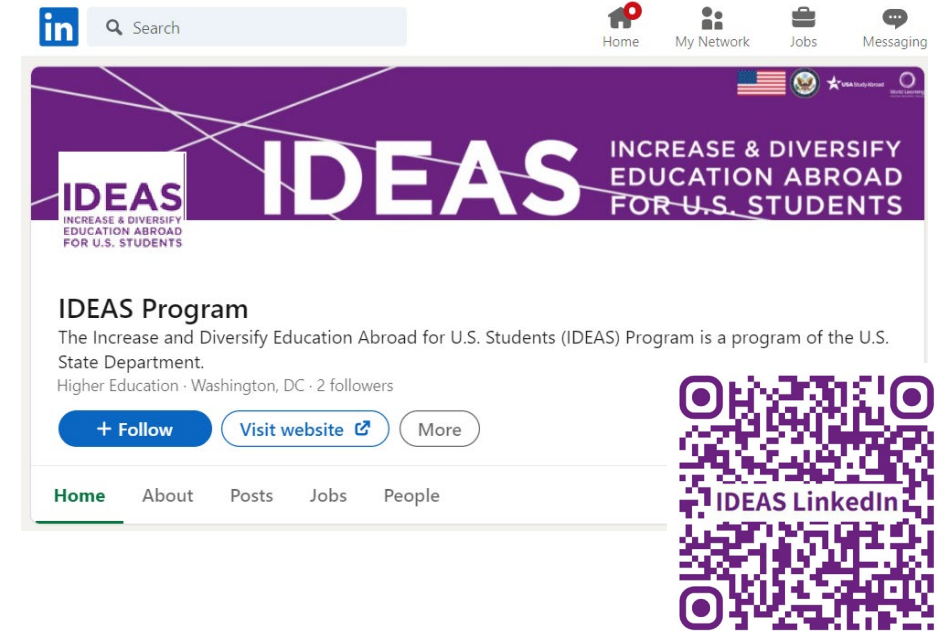 in
Search
Home
My Network
Jobs
Messaging
USA Study Abroad
World Learning
IDEAS
INCREASE & DIVERSIFY
EDUCATION ABROAD
FOR U.S. STUDENTS
IDEAS
INCREASE & DIVERSIFY
EDUCATION ABROAD
FOR U.S. STUDENTS
IDEAS Program
The Increase and Diversify Education Abroad for U.S. Students (IDEAS) Program is a program of the U.S.
State Department.
Higher Education · Washington, DC · 2 followers
+ Follow
Visit website
More
Home
About
Posts
Jobs
People
IDEAS LinkedIn